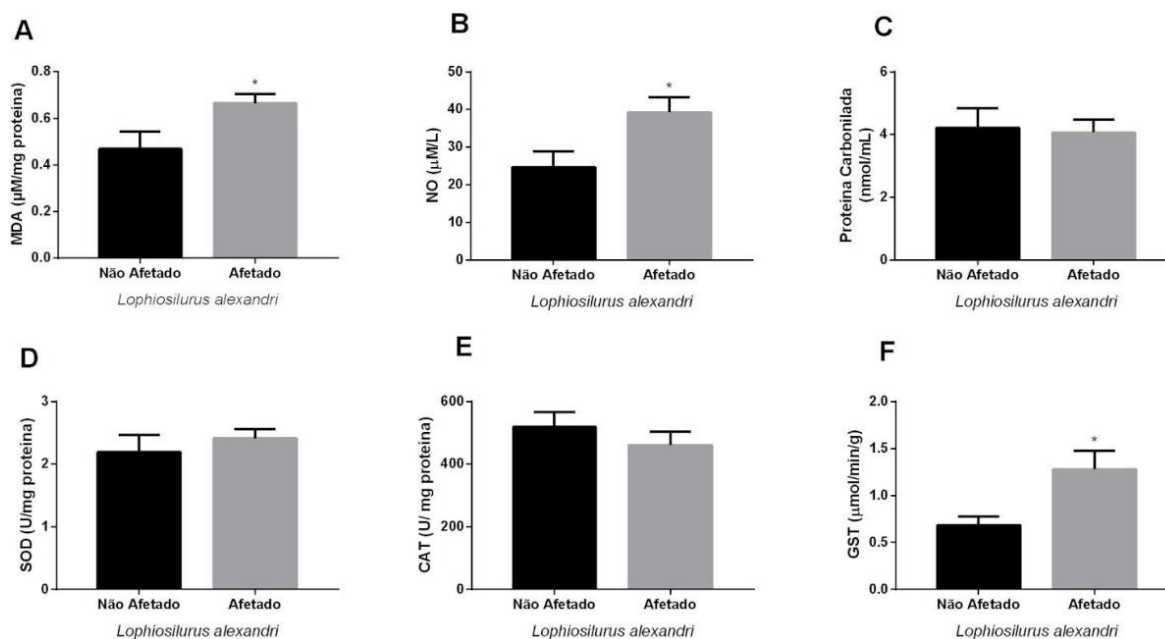 A
MDA (µM/mg proteina)
0.8
0.6
0.4
0.2
0.0
*
Não Afetado Afetado
Lophiosilurus alexandri
B
NO (µM/L)
50
40
30
20
10
0
*
Não Afetado Afetado
Lophiosilurus alexandri
C
Proteina Carbonilada
(nmol/mL)
6
4
2
0
Não Afetado Afetado
Lophiosilurus alexandri
D
SOD (U/mg proteina)
3
2
1
0
Não Afetado Afetado
Lophiosilurus alexandri
E
CAT (U/ mg proteina)
600
400
200
0
Não Afetado Afetado
Lophiosilurus alexandri
F
GST (µmol/min/g)
2.0
1.5
1.0
0.5
0.0
*
Não Afetado Afetado
Lophiosilurus alexandri